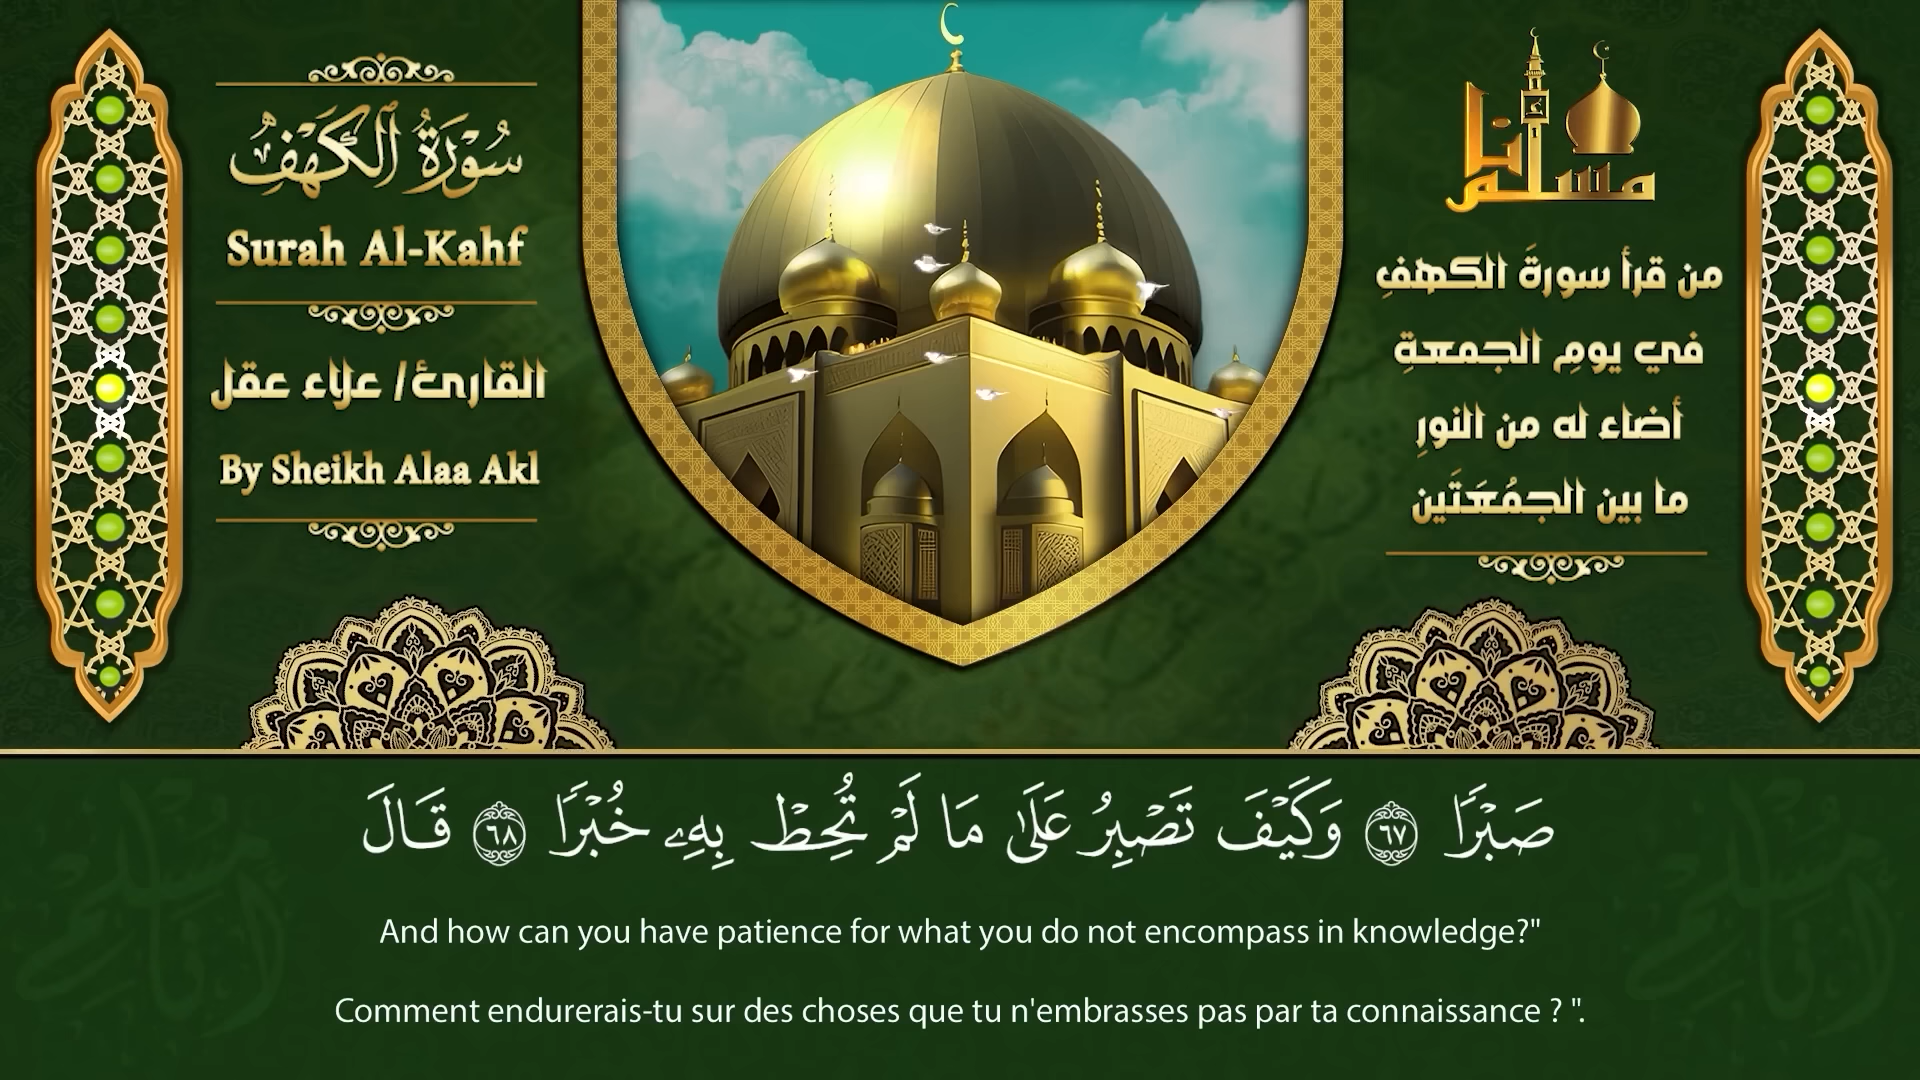 سُوْرَةُ الكَهْفِ
Surah Al-Kahf
القارئ/ علاء عقل
By Sheikh Alaa Akl
أنا مسلم
من قرأ سورةَ الكهفِ
في يومِ الجمعةِ
أضاء له من النورِ
ما بين الجمُعَتَين
صَبْرًا ٦٧ وَكَيْفَ تَصْبِرُ عَلَىٰ مَا لَمْ تُحِطْ بِهِۦ خُبْرًا ٦٨ قَالَ
And how can you have patience for what you do not encompass in knowledge?"
Comment endurerais-tu sur des choses que tu n'embrasses pas par ta connaissance ? ".